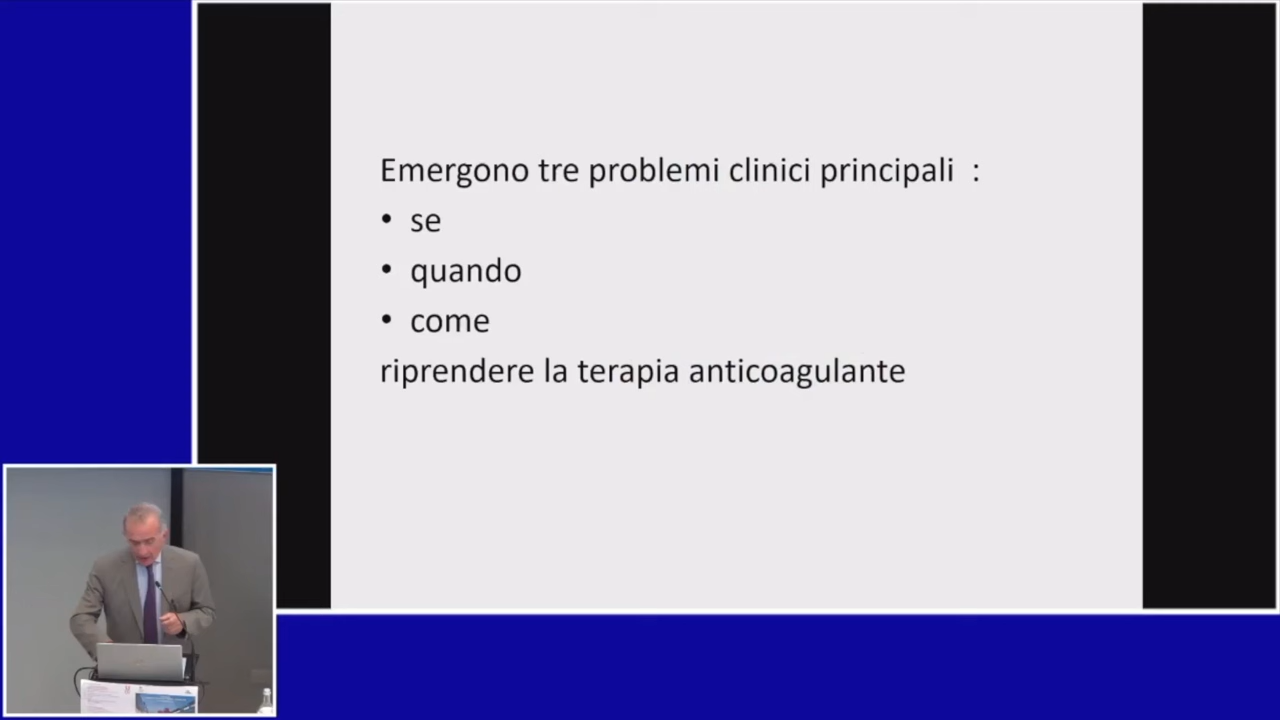 Emergono tre problemi clinici principali :
• se
• quando
• come
riprendere la terapia anticoagulante